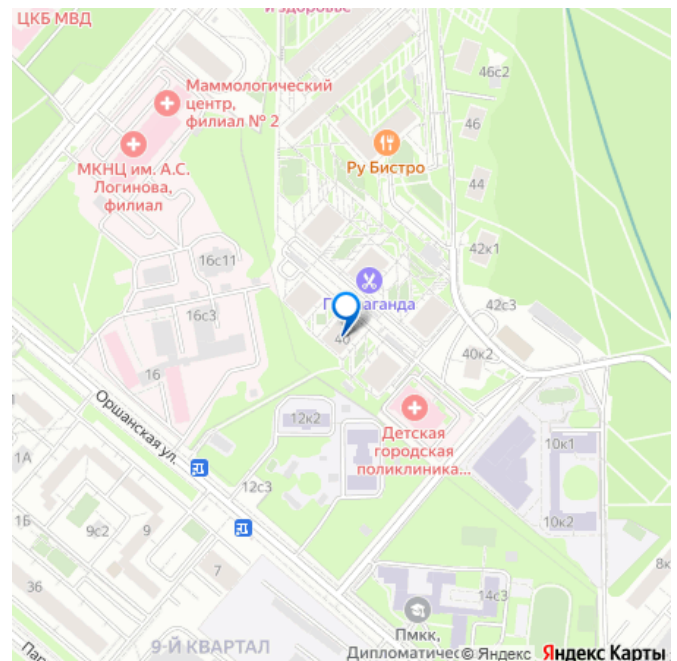 ЦКБ МВД
и здоровье
46с2
Маммологический
центр,
филиал № 2
46
Ру Бистро
МКНЦ им. А.С.
Логинова,
филиал
44
42к1
16с11
42с3
16с3
40
40к2
16
Оршанская ул.
12к2
Детская
городская
поликлиника...
10к1
1А
12с3
10к2
1Б
9с2
9
7
8к
36
14с3
9-Й КВАРТАЛ
Пмкк,
Дипломатичес
© Яндекс Яндекс Карты